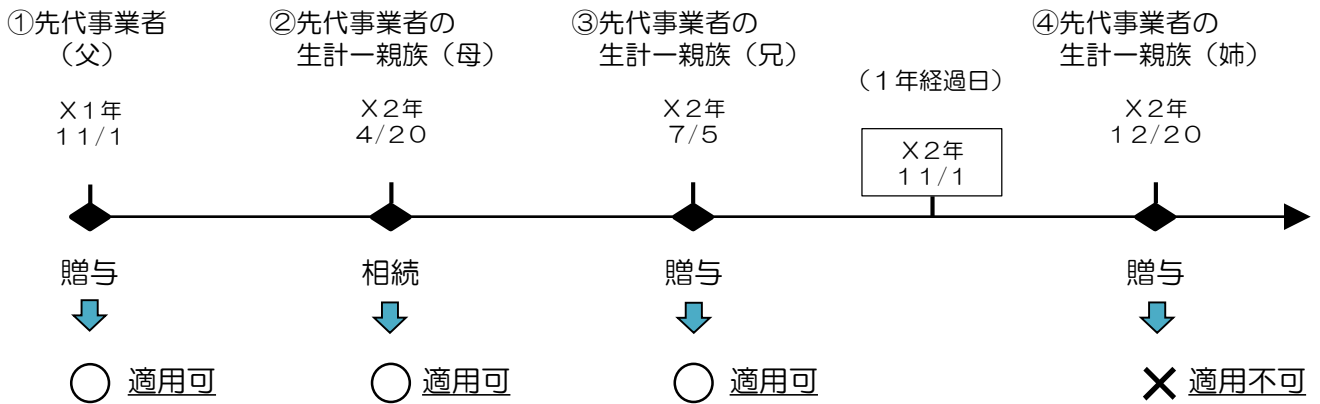 ①先代事業者
（父）
X1年
11/1
②先代事業者の
生計一親族（母）
X2年
4/20
③先代事業者の
生計一親族（兄）
X2年
7/5
（1年経過日）
X2年
11/1
④先代事業者の
生計一親族（姉）
X2年
12/20
贈与
相続
贈与
贈与
○ 適用可
○ 適用可
○ 適用可
× 適用不可